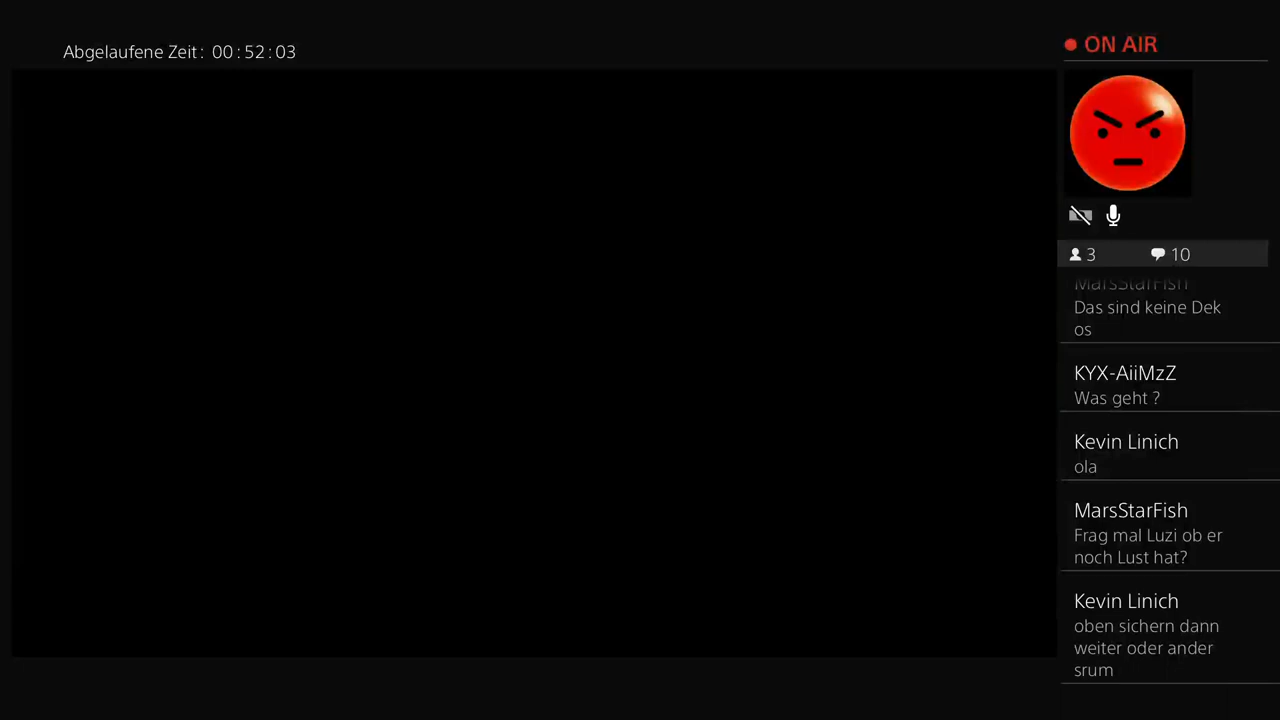 Abgelaufene Zeit: 00:52:03
ON AIR
3 10
MarsStarFish
Das sind keine Dek
os
KYX-AiiMzZ
Was geht ?
Kevin Linich
ola
MarsStarFish
Frag mal Luzi ob er
noch Lust hat?
Kevin Linich
oben sichern dann
weiter oder ander
srum